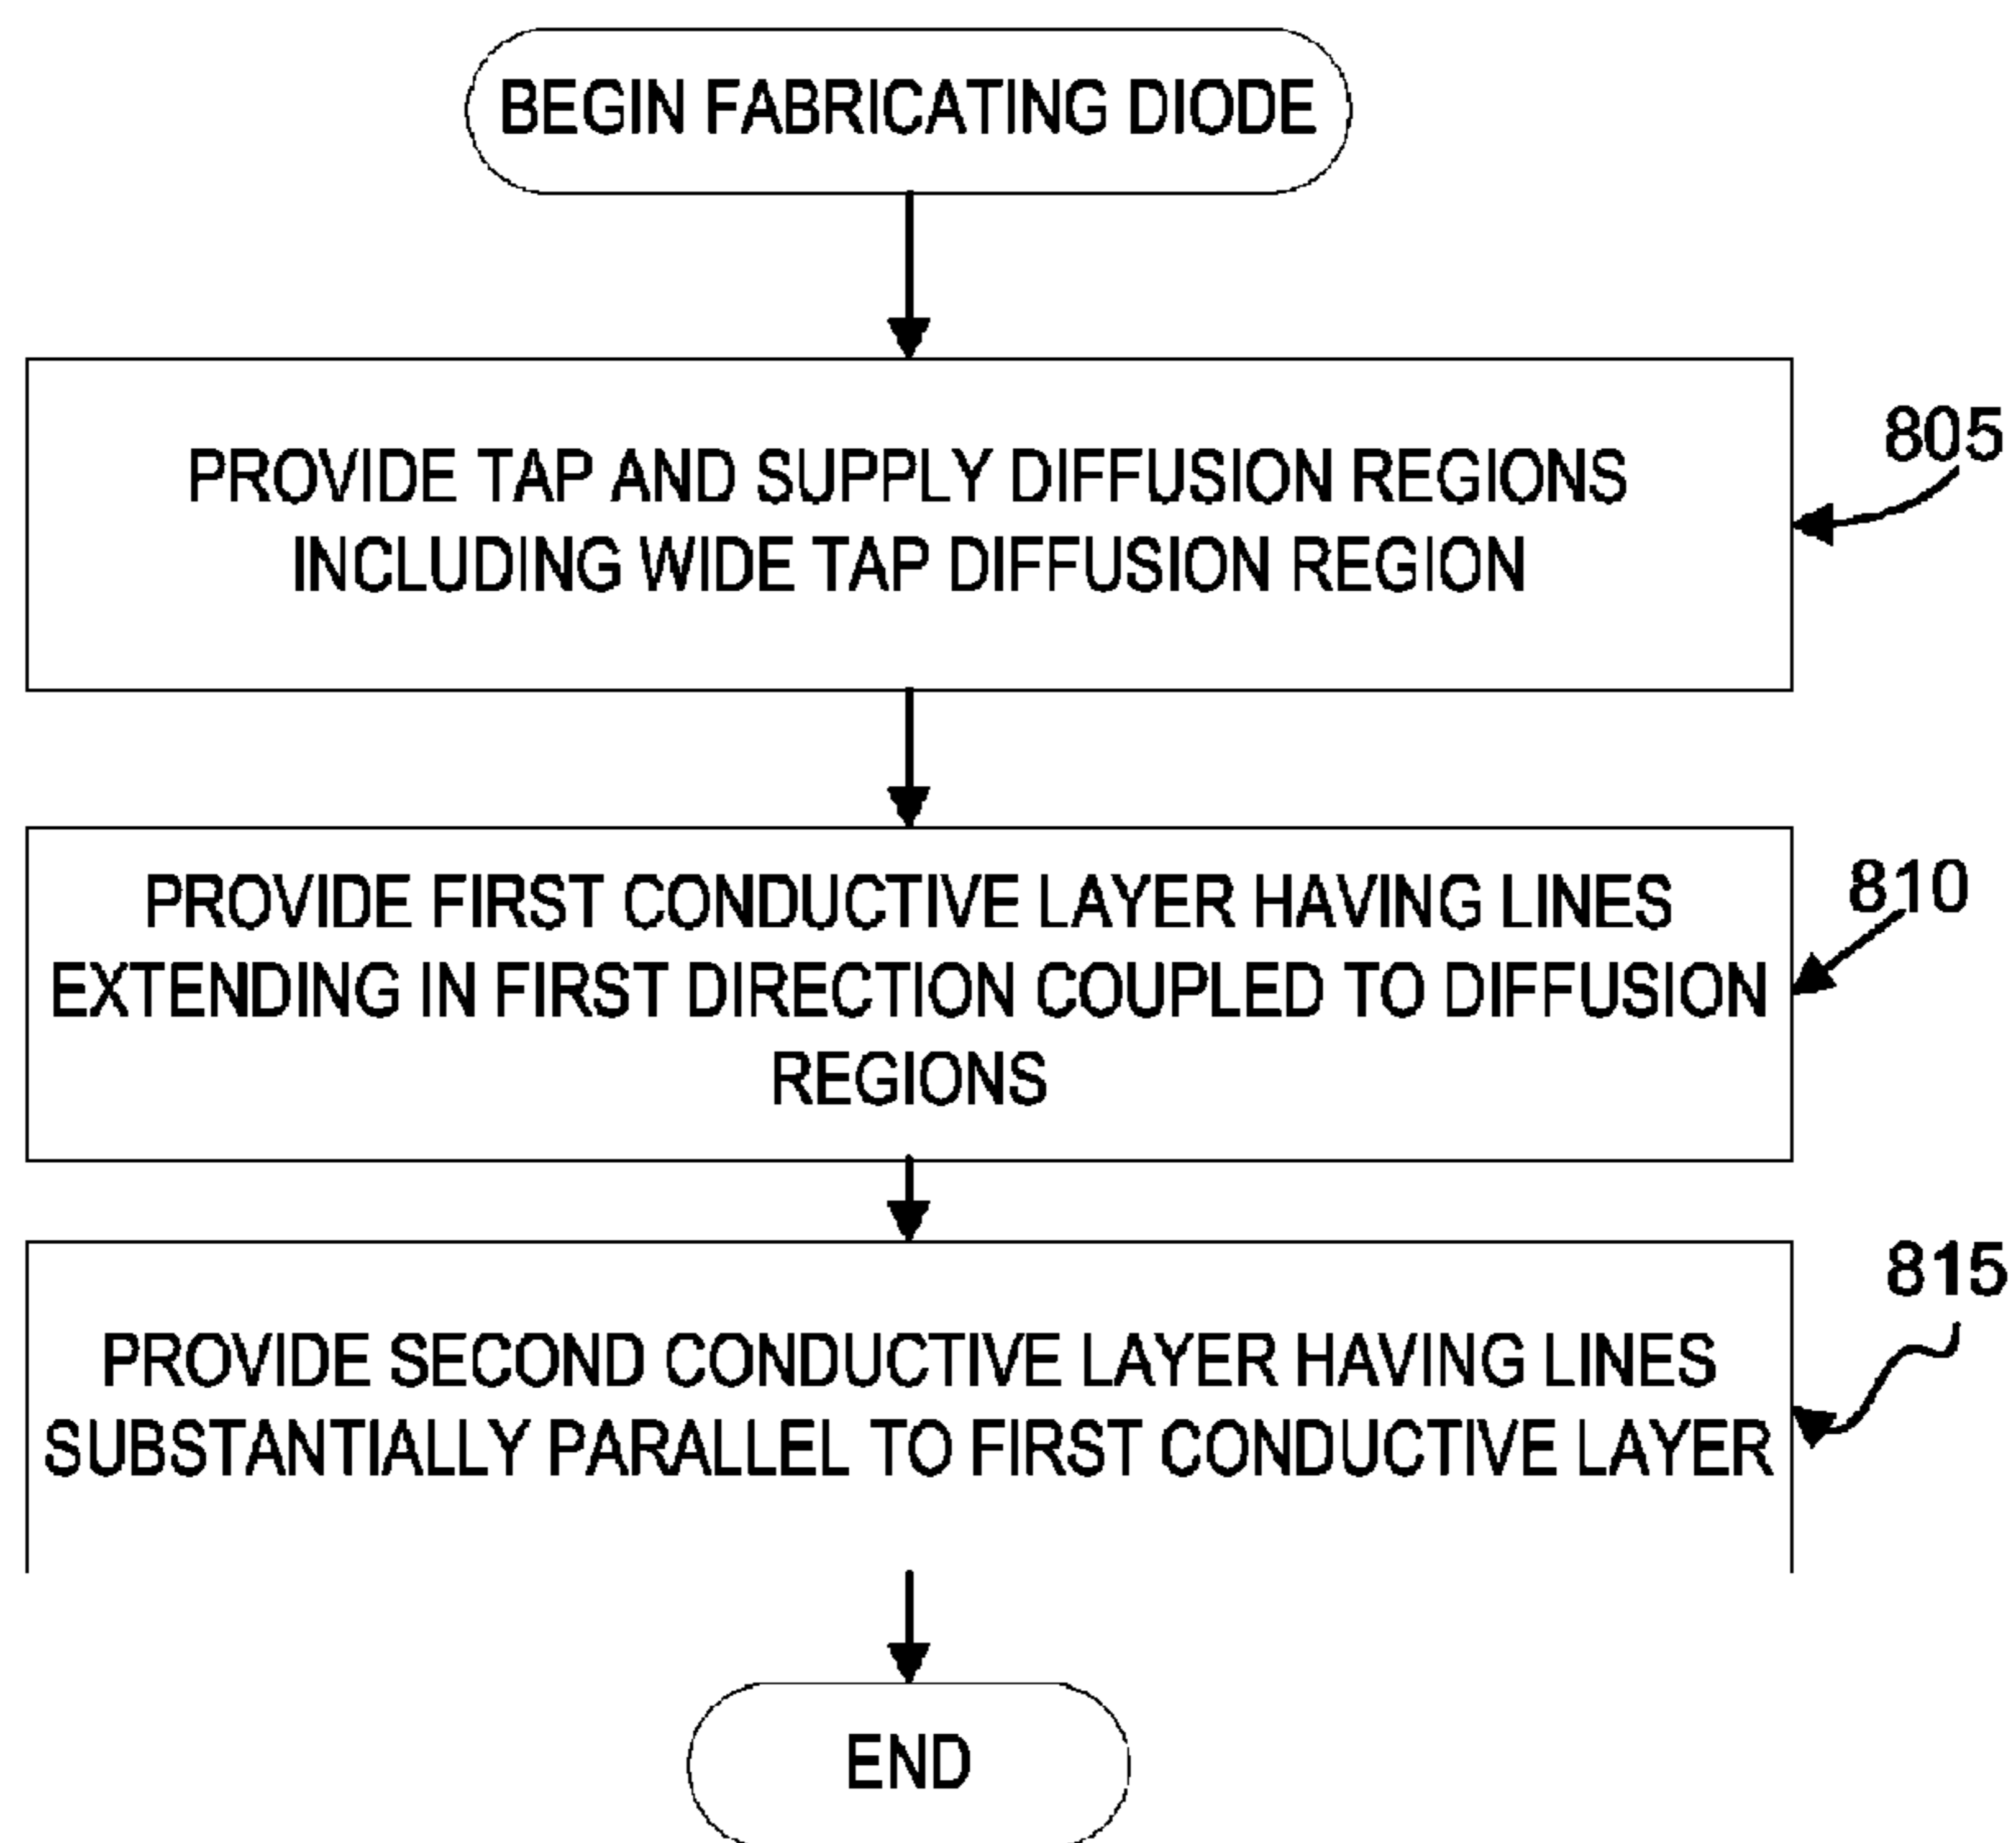 BEGIN FABRICATING DIODE
PROVIDE TAP AND SUPPLY DIFFUSION REGIONS
INCLUDING WIDE TAP DIFFUSION REGION
805
PROVIDE FIRST CONDUCTIVE LAYER HAVING LINES
EXTENDING IN FIRST DIRECTION COUPLED TO DIFFUSION
REGIONS
810
PROVIDE SECOND CONDUCTIVE LAYER HAVING LINES
SUBSTANTIALLY PARALLEL TO FIRST CONDUCTIVE LAYER
815
END